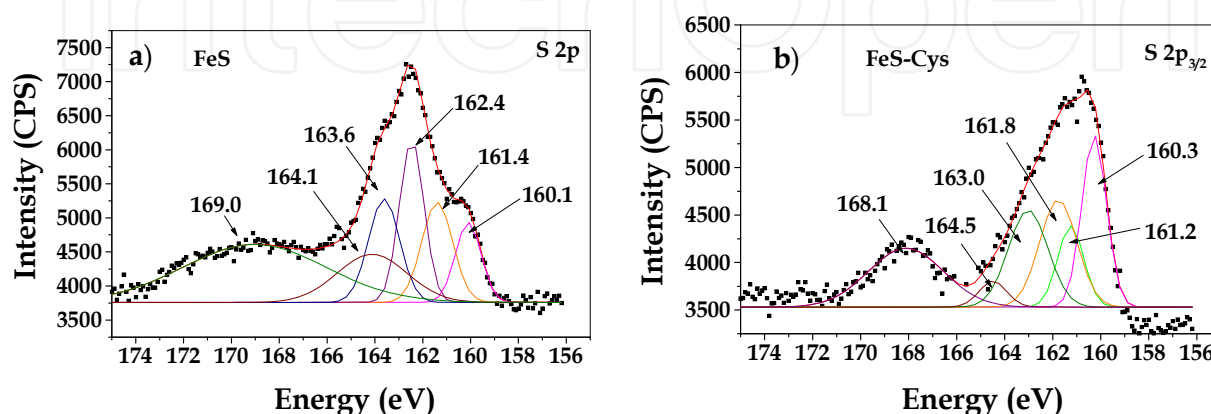 IntechOpen
a)
FeS
S 2p
7500
7000
6500
6000
5500
5000
4500
4000
3500
Intensity (CPS)
162.4
163.6
161.4
164.1
160.1
169.0
174 172 170 168 166 164 162 160 158 156
Energy (eV)
b)
FeS-Cys
S 2p3/2
6500
6000
5500
5000
4500
4000
3500
Intensity (CPS)
161.8
160.3
163.0
164.5
168.1
161.2
174 172 170 168 166 164 162 160 158 156
Energy (eV)